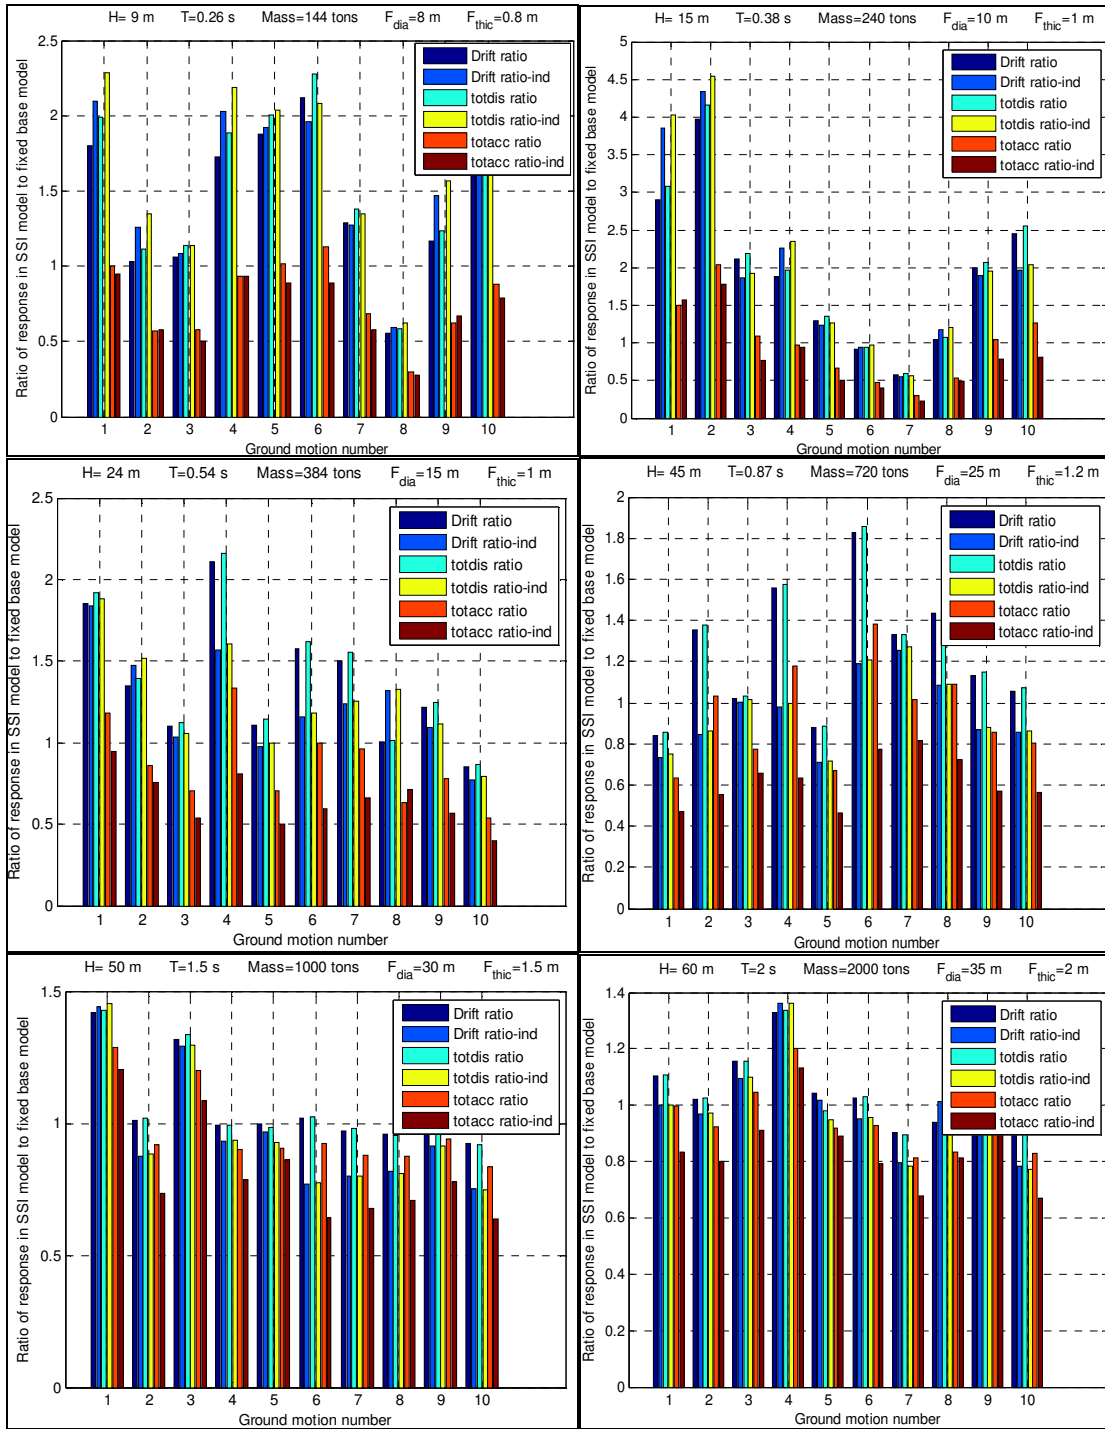 H= 9 m T=0.26 s Mass=144 tons F_dia=8 m F_thic=0.8 m
Ratio of response in SSI model to fixed base model
2.5
2
1.5
1
0.5
0
Drift ratio
Drift ratio-ind
totdis ratio
totdis ratio-ind
totacc ratio
totacc ratio-ind
1 2 3 4 5 6 7 8 9 10
Ground motion number
H= 15 m T=0.38 s Mass=240 tons F_dia=10 m F_thic=1 m
Ratio of response in SSI model to fixed base model
5
4.5
4
3.5
3
2.5
2
1.5
1
0.5
0
Drift ratio
Drift ratio-ind
totdis ratio
totdis ratio-ind
totacc ratio
totacc ratio-ind
1 2 3 4 5 6 7 8 9 10
Ground motion number
H= 24 m T=0.54 s Mass=384 tons F_dia=15 m F_thic=1 m
Ratio of response in SSI model to fixed base model
2.5
2
1.5
1
0.5
0
Drift ratio
Drift ratio-ind
totdis ratio
totdis ratio-ind
totacc ratio
totacc ratio-ind
1 2 3 4 5 6 7 8 9 10
Ground motion number
H= 45 m T=0.87 s Mass=720 tons F_dia=25 m F_thic=1.2 m
Ratio of response in SSI model to fixed base model
2
1.8
1.6
1.4
1.2
1
0.8
0.6
0.4
0.2
0
Drift ratio
Drift ratio-ind
totdis ratio
totdis ratio-ind
totacc ratio
totacc ratio-ind
1 2 3 4 5 6 7 8 9 10
Ground motion number
H= 50 m T=1.5 s Mass=1000 tons F_dia=30 m F_thic=1.5 m
Ratio of response in SSI model to fixed base model
1.5
1
0.5
0
Drift ratio
Drift ratio-ind
totdis ratio
totdis ratio-ind
totacc ratio
totacc ratio-ind
1 2 3 4 5 6 7 8 9 10
Ground motion number
H= 60 m T=2 s Mass=2000 tons F_dia=35 m F_thic=2 m
Ratio of response in SSI model to fixed base model
1.4
1.2
1
0.8
0.6
0.4
0.2
0
Drift ratio
Drift ratio-ind
totdis ratio
totdis ratio-ind
totacc ratio
totacc ratio-ind
1 2 3 4 5 6 7 8 9 10
Ground motion number